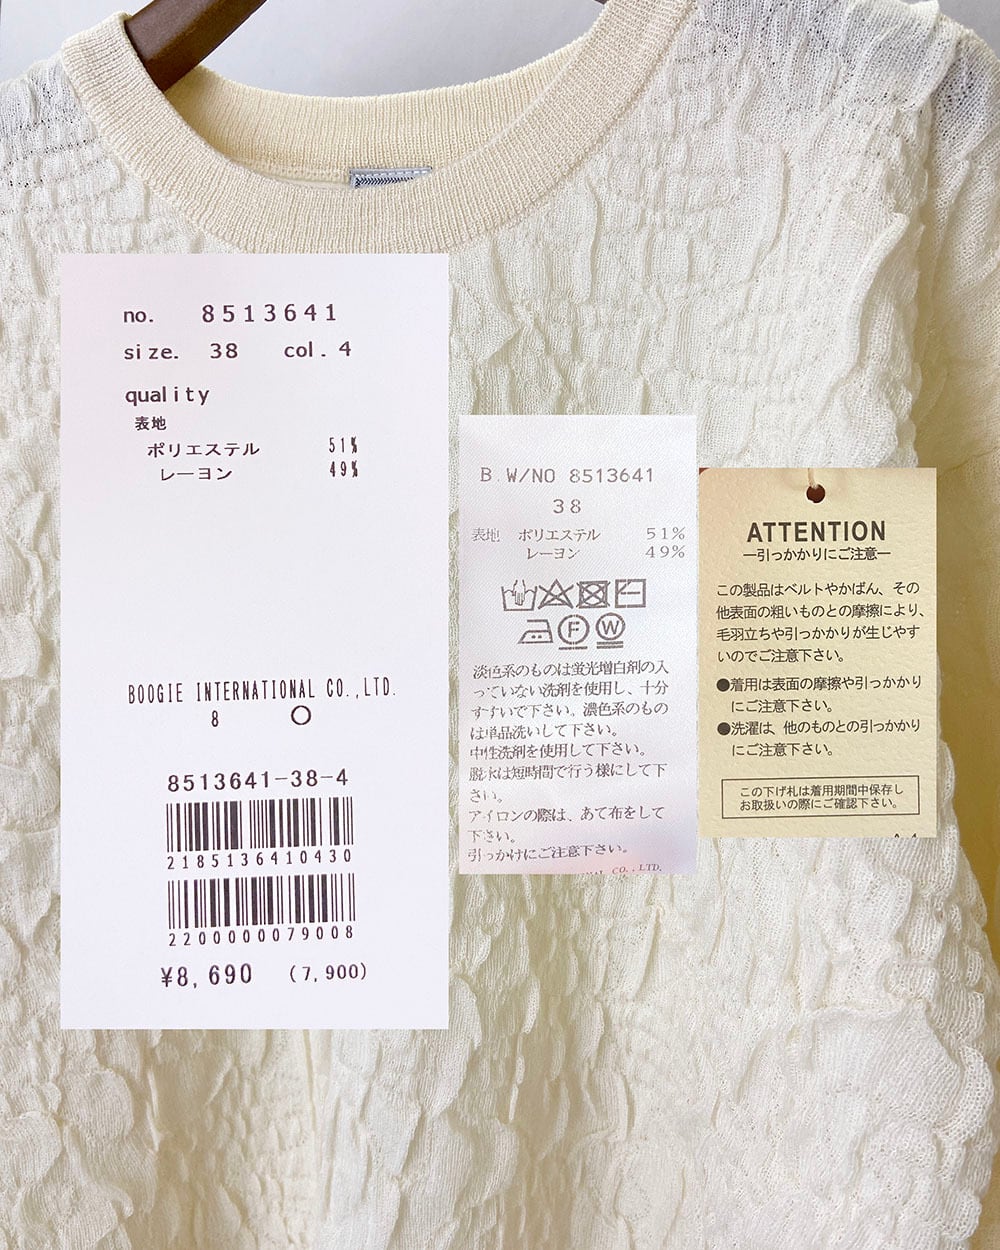 no. 8513641
size. 38 col. 4
quality
表地
ポリエステル 51%
レーヨン 49%
BOOGIE INTERNATIONAL CO.,LTD.
8 ○
8513641-38-4
2185136410430
2200000079008
¥8,690 (7,900)
B.W/NO 8513641
38
表地 ポリエステル 51%
レーヨン 49%
F W
淡色系のものは蛍光増白剤の入
っていない洗剤を使用し、十分
すすいで下さい。濃色系のもの
は単品洗いして下さい。
中性洗剤を使用して下さい。
脱水は短時間で行う様にして下
さい。
アイロンの際は、あて布をして
下さい。
引っかけにご注意下さい。
CO.,LTD.
ATTENTION
―引っかかりにご注意―
この製品はベルトやかばん、その
他表面の粗いものとの摩擦により、
毛羽立ちや引っかかりが生じやす
いのでご注意下さい。
●着用は表面の摩擦や引っかかり
にご注意下さい。
●洗濯は、他のものとの引っかかり
にご注意下さい。
この下げ札は着用期間中保存し
お取扱いの際にご確認下さい。